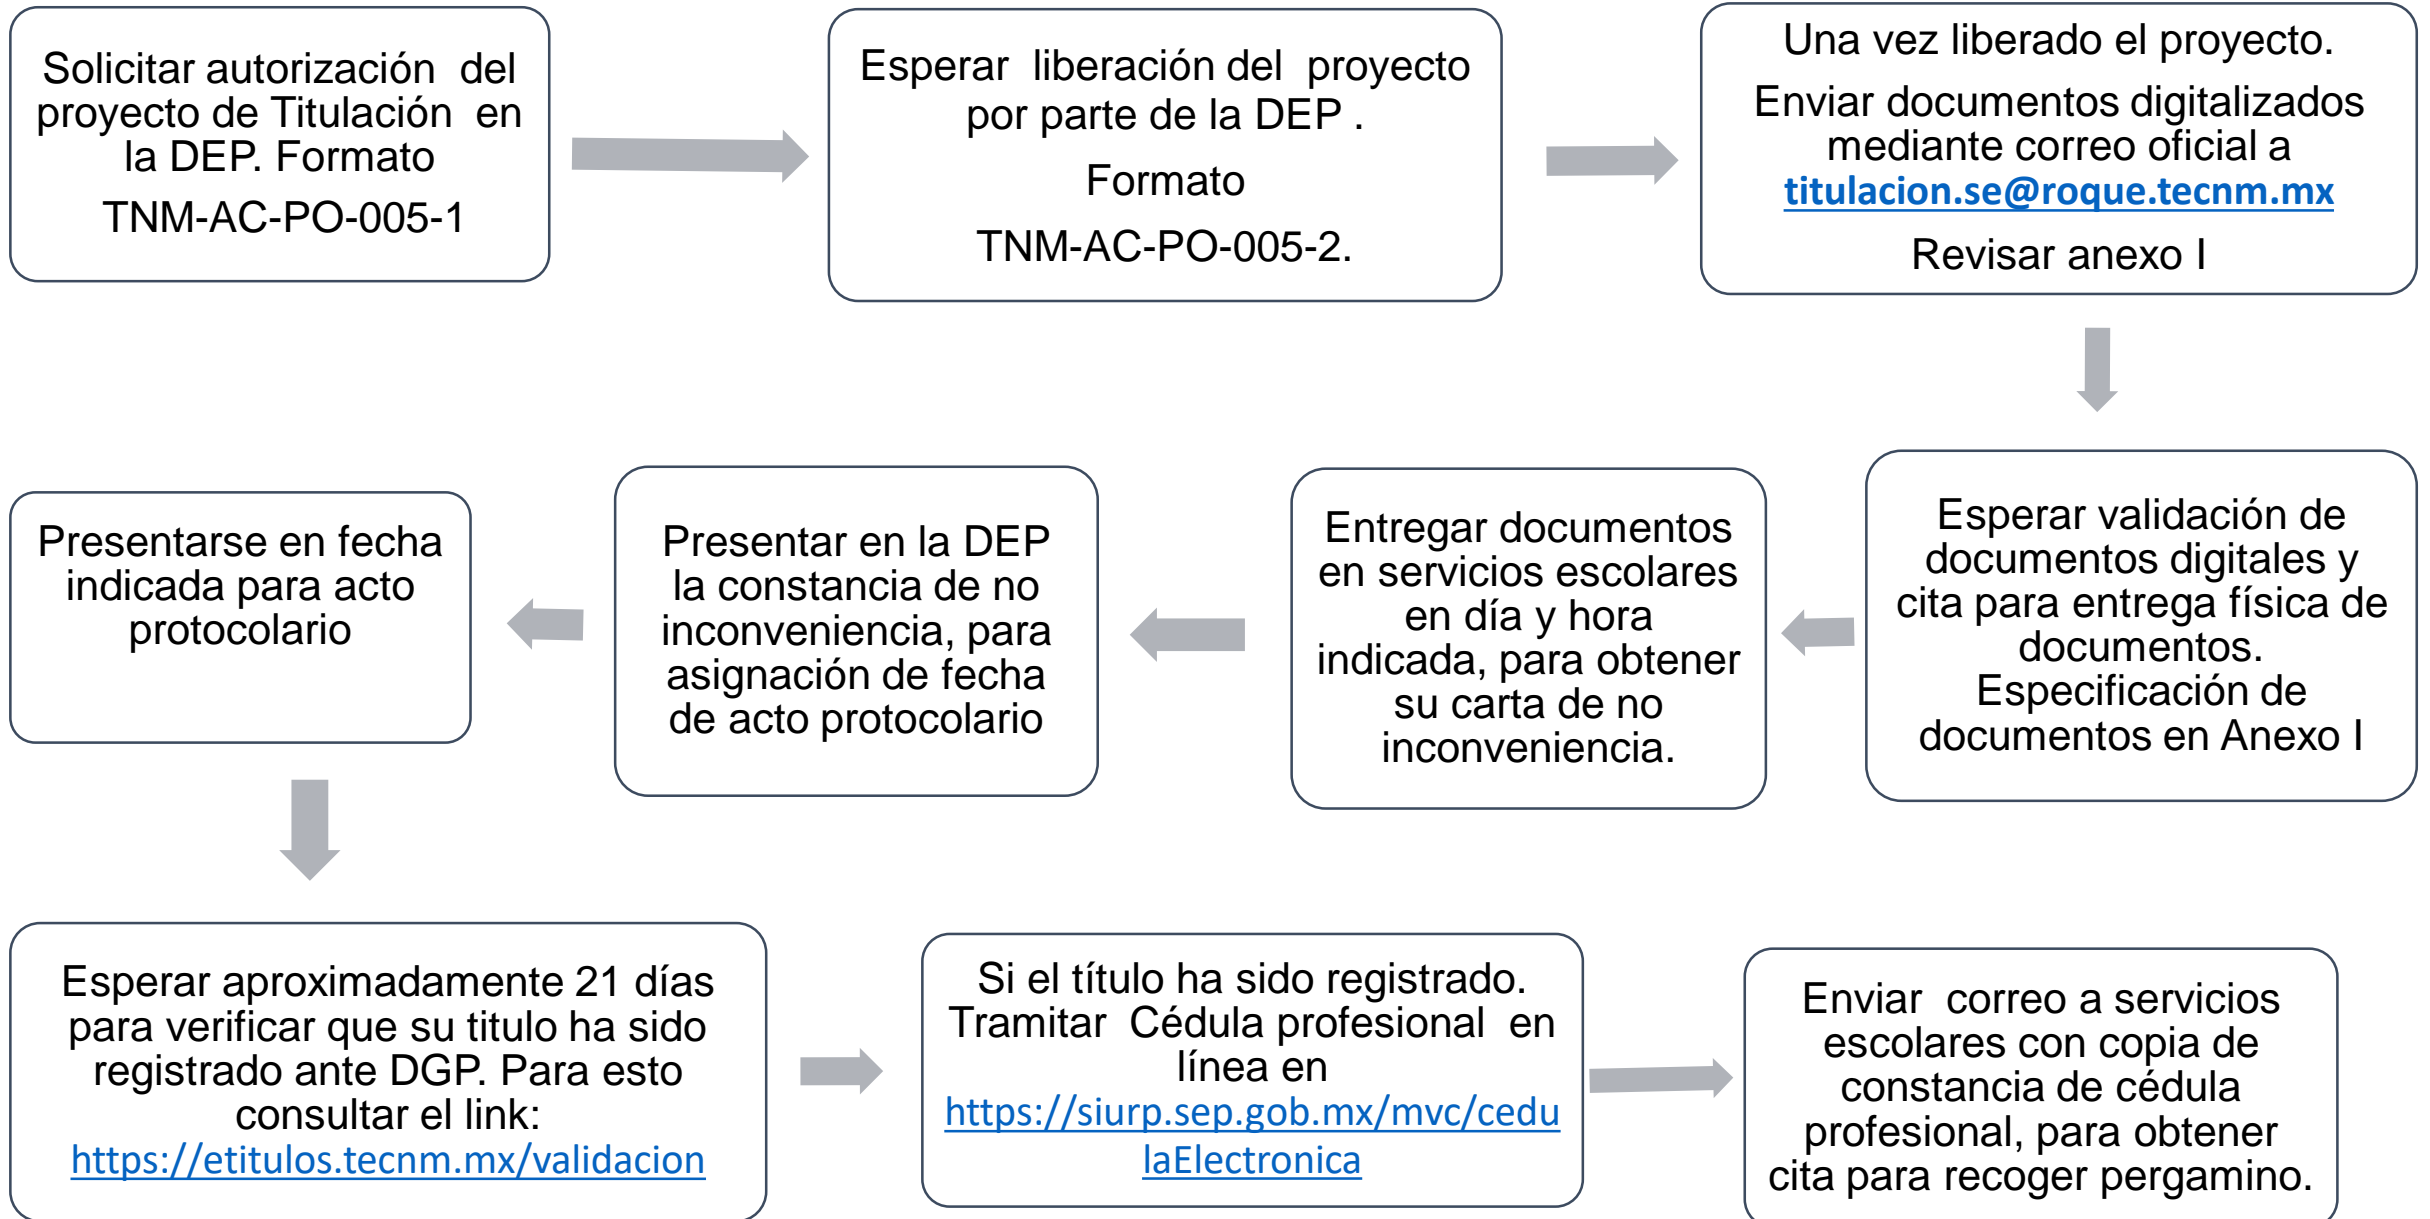 Solicitar autorización del
proyecto de Titulación en
la DEP. Formato
TNM-AC-PO-005-1
Esperar liberación del proyecto
por parte de la DEP .
Formato
TNM-AC-PO-005-2.
Una vez liberado el proyecto.
Enviar documentos digitalizados
mediante correo oficial a
titulacion.se@roque.tecnm.mx
Revisar anexo I
Esperar validación de
documentos digitales y
cita para entrega física de
documentos.
Especificación de
documentos en Anexo I
Entregar documentos
en servicios escolares
en día y hora
indicada, para obtener
su carta de no
inconveniencia.
Presentar en la DEP
la constancia de no
inconveniencia, para
asignación de fecha
de acto protocolario
Presentarse en fecha
indicada para acto
protocolario
Esperar aproximadamente 21 días
para verificar que su titulo ha sido
registrado ante DGP. Para esto
consultar el link:
https://etitulos.tecnm.mx/validacion
Si el título ha sido registrado.
Tramitar Cédula profesional en
línea en
https://siurp.sep.gob.mx/mvc/cedu
laElectronica
Enviar correo a servicios
escolares con copia de
constancia de cédula
profesional, para obtener
cita para recoger pergamino.